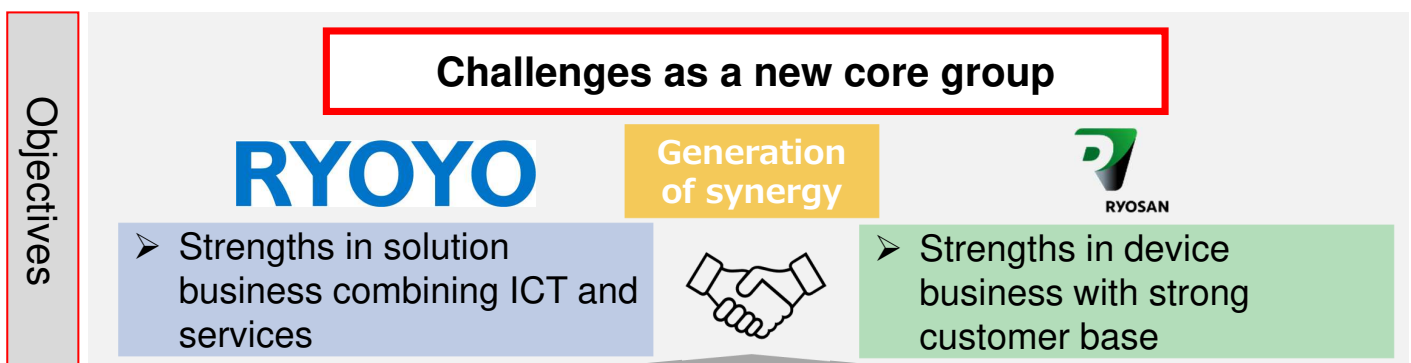 Objectives
Challenges as a new core group
RYOYO
Generation
of synergy
RYOSAN
➢ Strengths in solution
business combining ICT and
services
➢ Strengths in device
business with strong
customer base